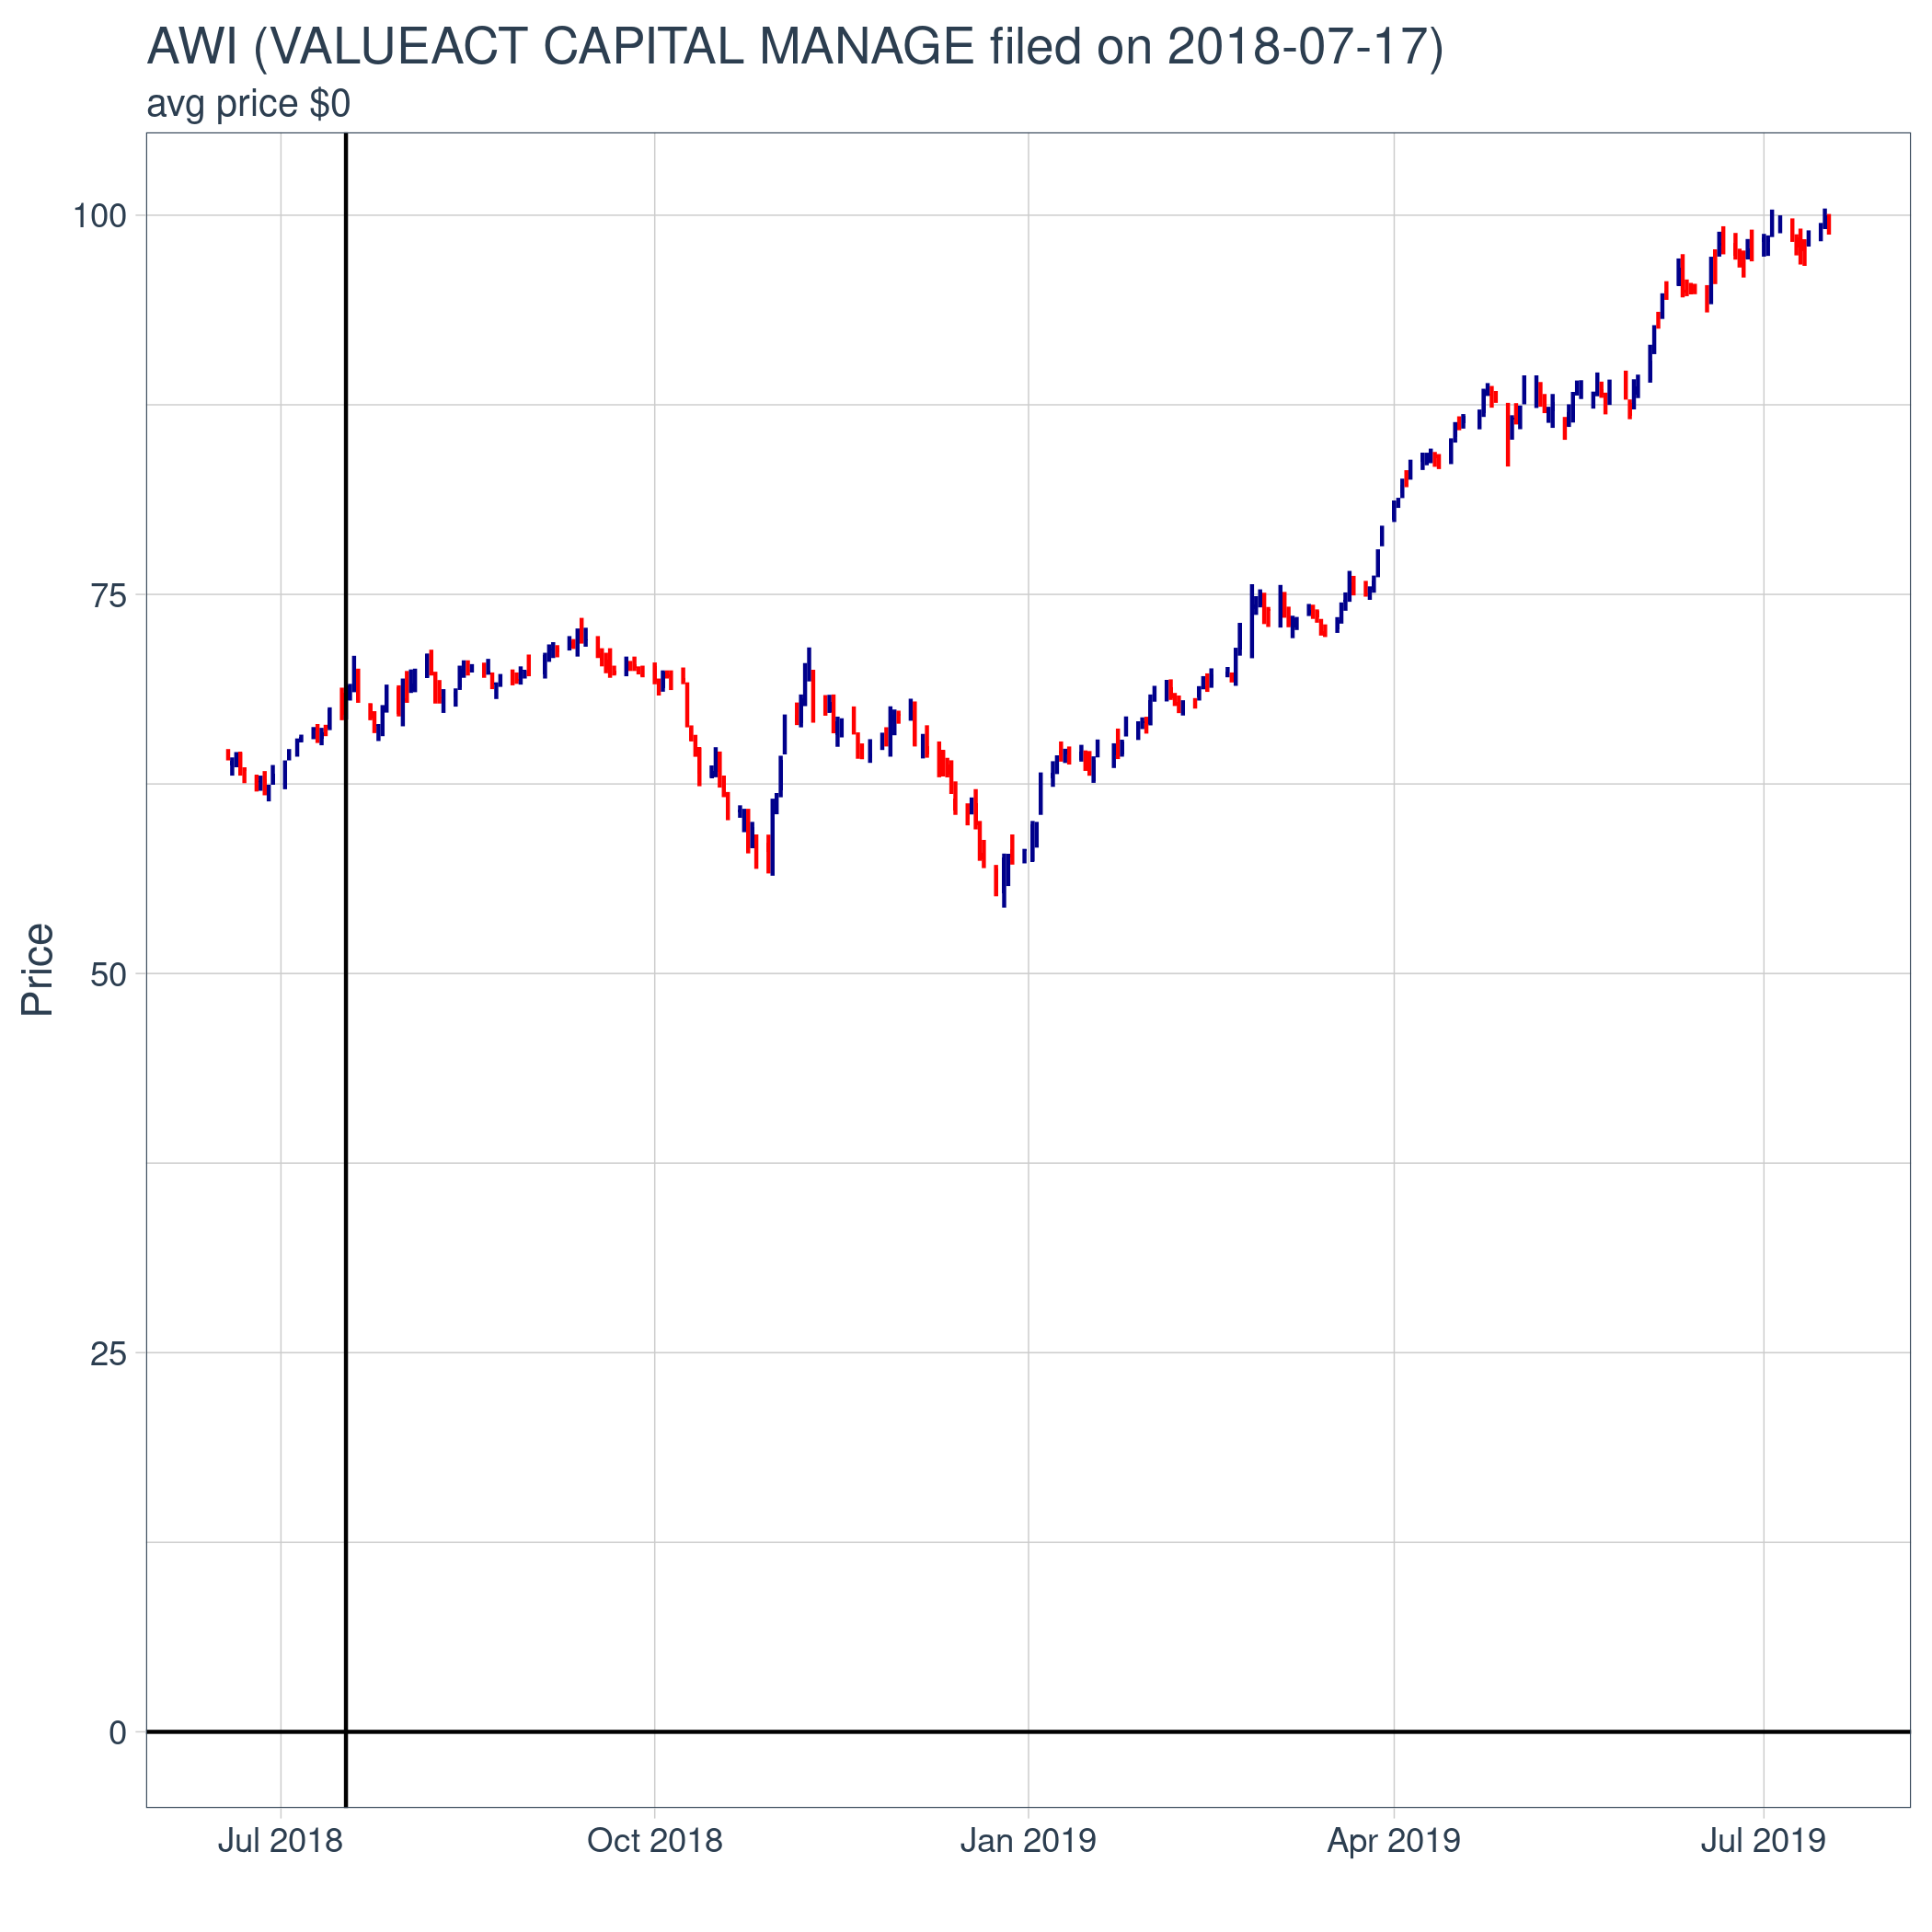 AWI (VALUEACT CAPITAL MANAGE filed on 2018-07-17)
avg price $0
100
75
50
25
0
Price
Jul 2018 Oct 2018 Jan 2019 Apr 2019 Jul 2019